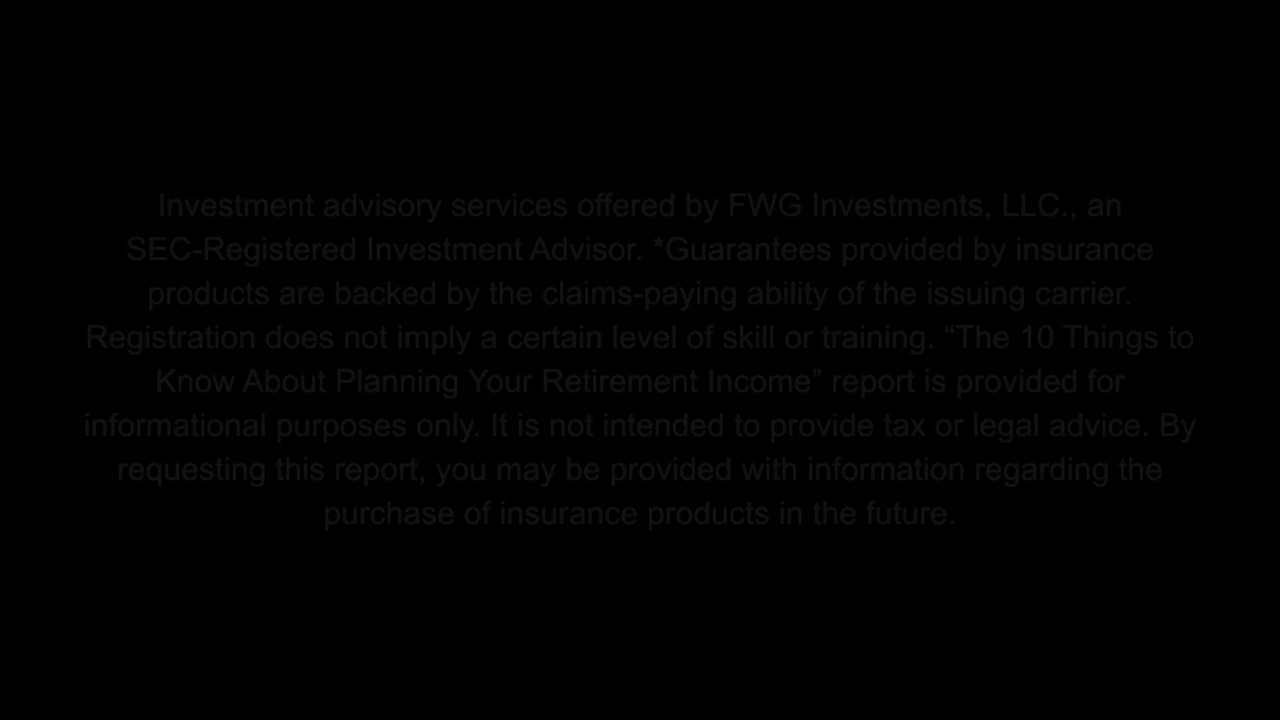 Investment advisory services offered by FWG Investments, LLC., an
SEC-Registered Investment Advisor. *Guarantees provided by insurance
products are backed by the claims-paying ability of the issuing carrier.
Registration does not imply a certain level of skill or training. “The 10 Things to
Know About Planning Your Retirement Income” report is provided for
informational purposes only. It is not intended to provide tax or legal advice. By
requesting this report, you may be provided with information regarding the
purchase of insurance products in the future.